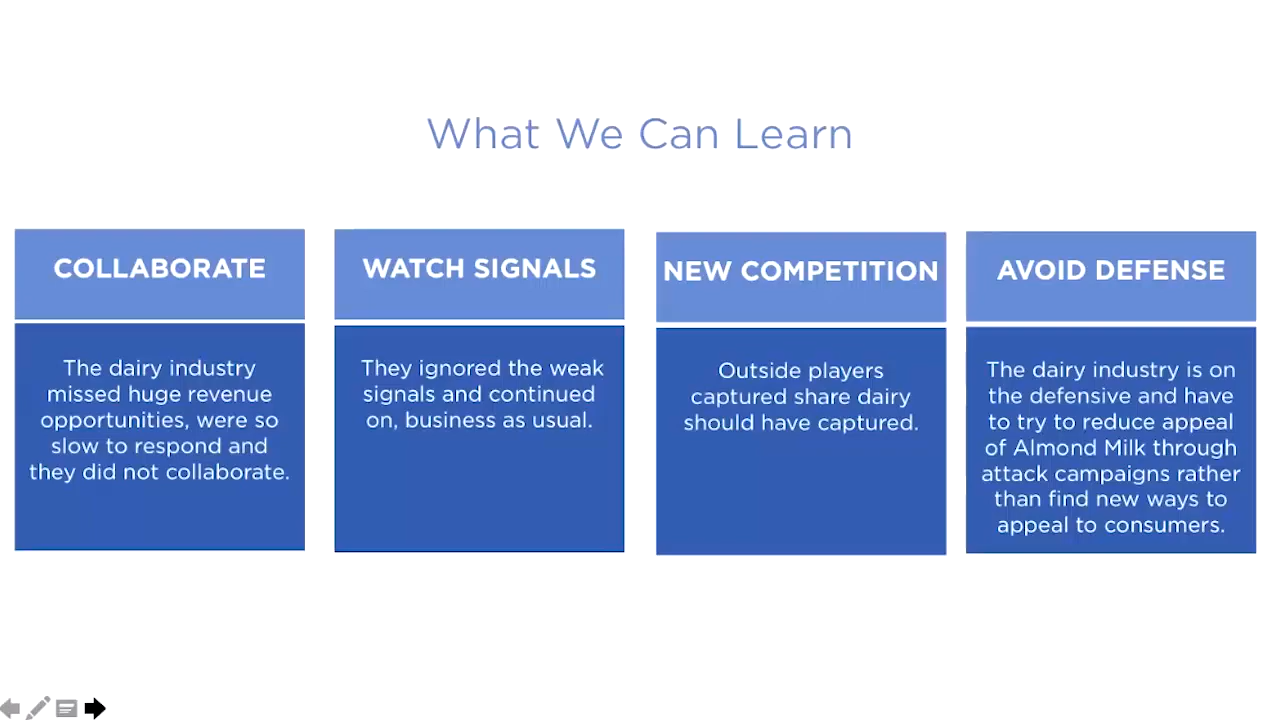 What We Can Learn
COLLABORATE
The dairy industry
missed huge revenue
opportunities, were so
slow to respond and
they did not collaborate.
WATCH SIGNALS
They ignored the weak
signals and continued
on, business as usual.
NEW COMPETITION
Outside players
captured share dairy
should have captured.
AVOID DEFENSE
The dairy industry is on
the defensive and have
to try to reduce appeal
of Almond Milk through
attack campaigns rather
than find new ways to
appeal to consumers.